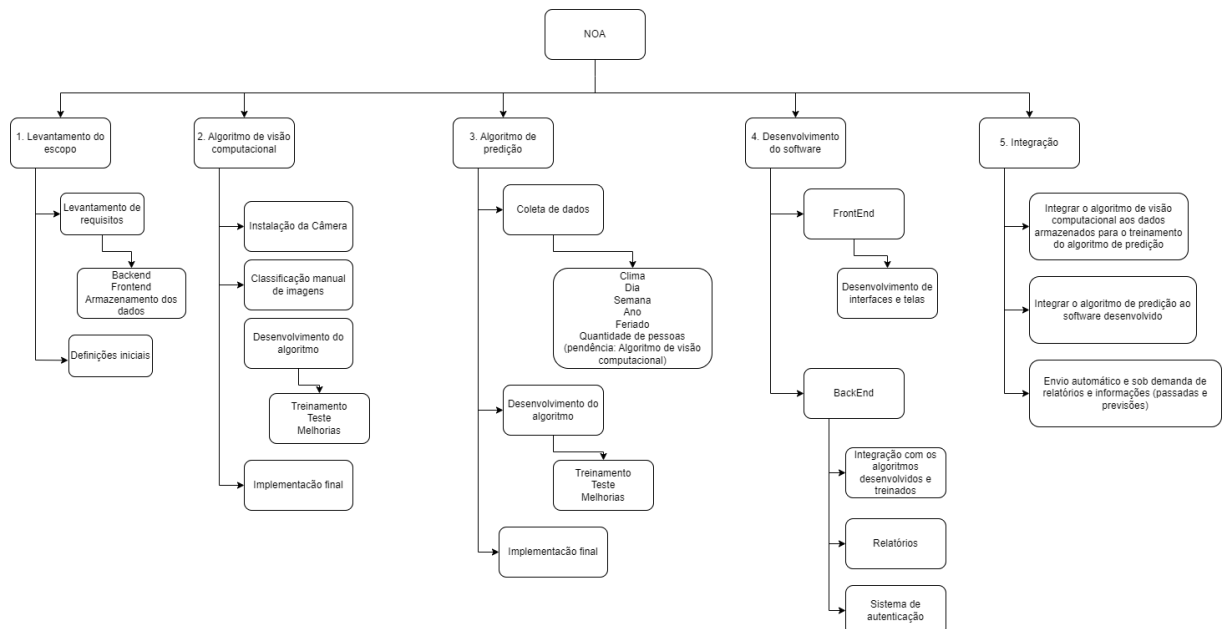 NOA
1. Levantamento do
escopo
2. Algoritmo de visão
computacional
3. Algoritmo de
predição
4. Desenvolvimento
do software
5. Integração
Levantamento de
requisitos
Backend
Frontend
Armazenamento dos
dados
Definições iniciais
Instalação da Câmera
Classificação manual
de imagens
Desenvolvimento do
algoritmo
Treinamento
Teste
Melhorias
Implementacão final
Coleta de dados
Clima
Dia
Semana
Ano
Feriado
Quantidade de pessoas
(pendência: Algoritmo de visão
computacional)
Desenvolvimento do
algoritmo
Treinamento
Teste
Melhorias
Implementacão final
FrontEnd
Desenvolvimento de
interfaces e telas
BackEnd
Integração com os
algoritmos
desenvolvidos e
treinados
Relatórios
Sistema de
autenticação
Integrar o algoritmo de visão
computacional aos dados
armazenados para o treinamento
do algoritmo de predição
Integrar o algoritmo de predição ao
software desenvolvido
Envio automático e sob demanda de
relatórios e informações (passadas e
previsões)